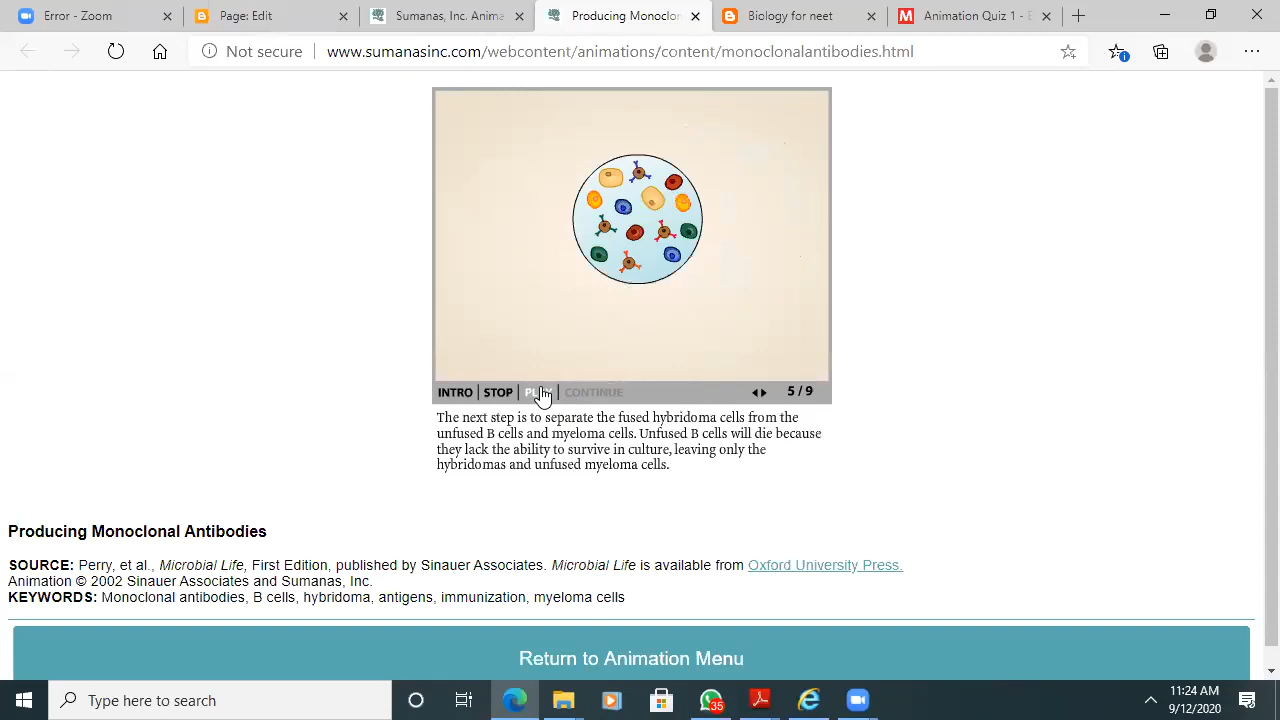 Error - Zoom
Page: Edit
Sumanas, Inc. Anima
Producing Monoclon
Biology for neet
Animation Quiz 1 - E
Not secure
www.sumanasinc.com/webcontent/animations/content/monoclonalantibodies.html
1
INTRO | STOP | PLAY | CONTINUE 5 / 9
The next step is to separate the fused hybridoma cells from the
unfused B cells and myeloma cells. Unfused B cells will die because
they lack the ability to survive in culture, leaving only the
hybridomas and unfused myeloma cells.
Producing Monoclonal Antibodies
SOURCE: Perry, et al., Microbial Life, First Edition, published by Sinauer Associates. Microbial Life is available from Oxford University Press.
Animation © 2002 Sinauer Associates and Sumanas, Inc.
KEYWORDS: Monoclonal antibodies, B cells, hybridoma, antigens, immunization, myeloma cells
Return to Animation Menu
Type here to search
35
11:24 AM
9/12/2020